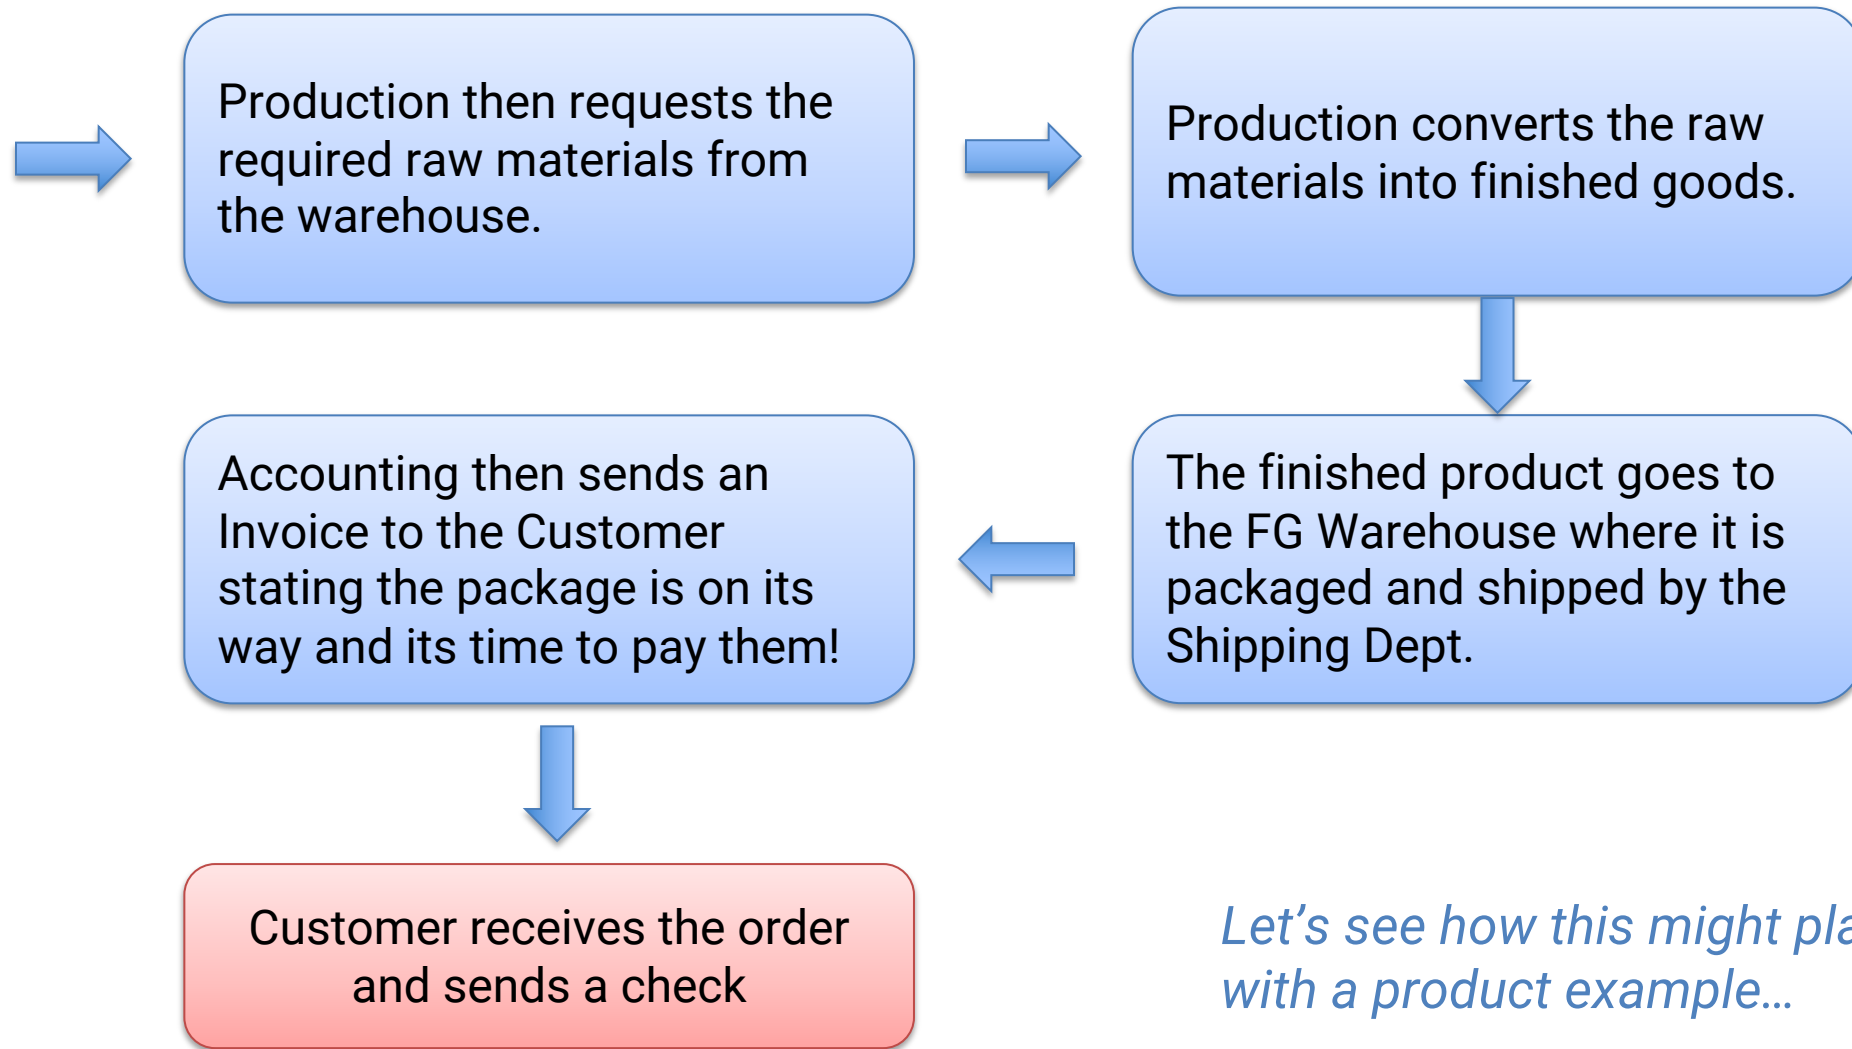 Production then requests the
required raw materials from
the warehouse.
Production converts the raw
materials into finished goods.
The finished product goes to
the FG Warehouse where it is
packaged and shipped by the
Shipping Dept.
Accounting then sends an
Invoice to the Customer
stating the package is on its
way and its time to pay them!
Customer receives the order
and sends a check
Let’s see how this might
with a product example…